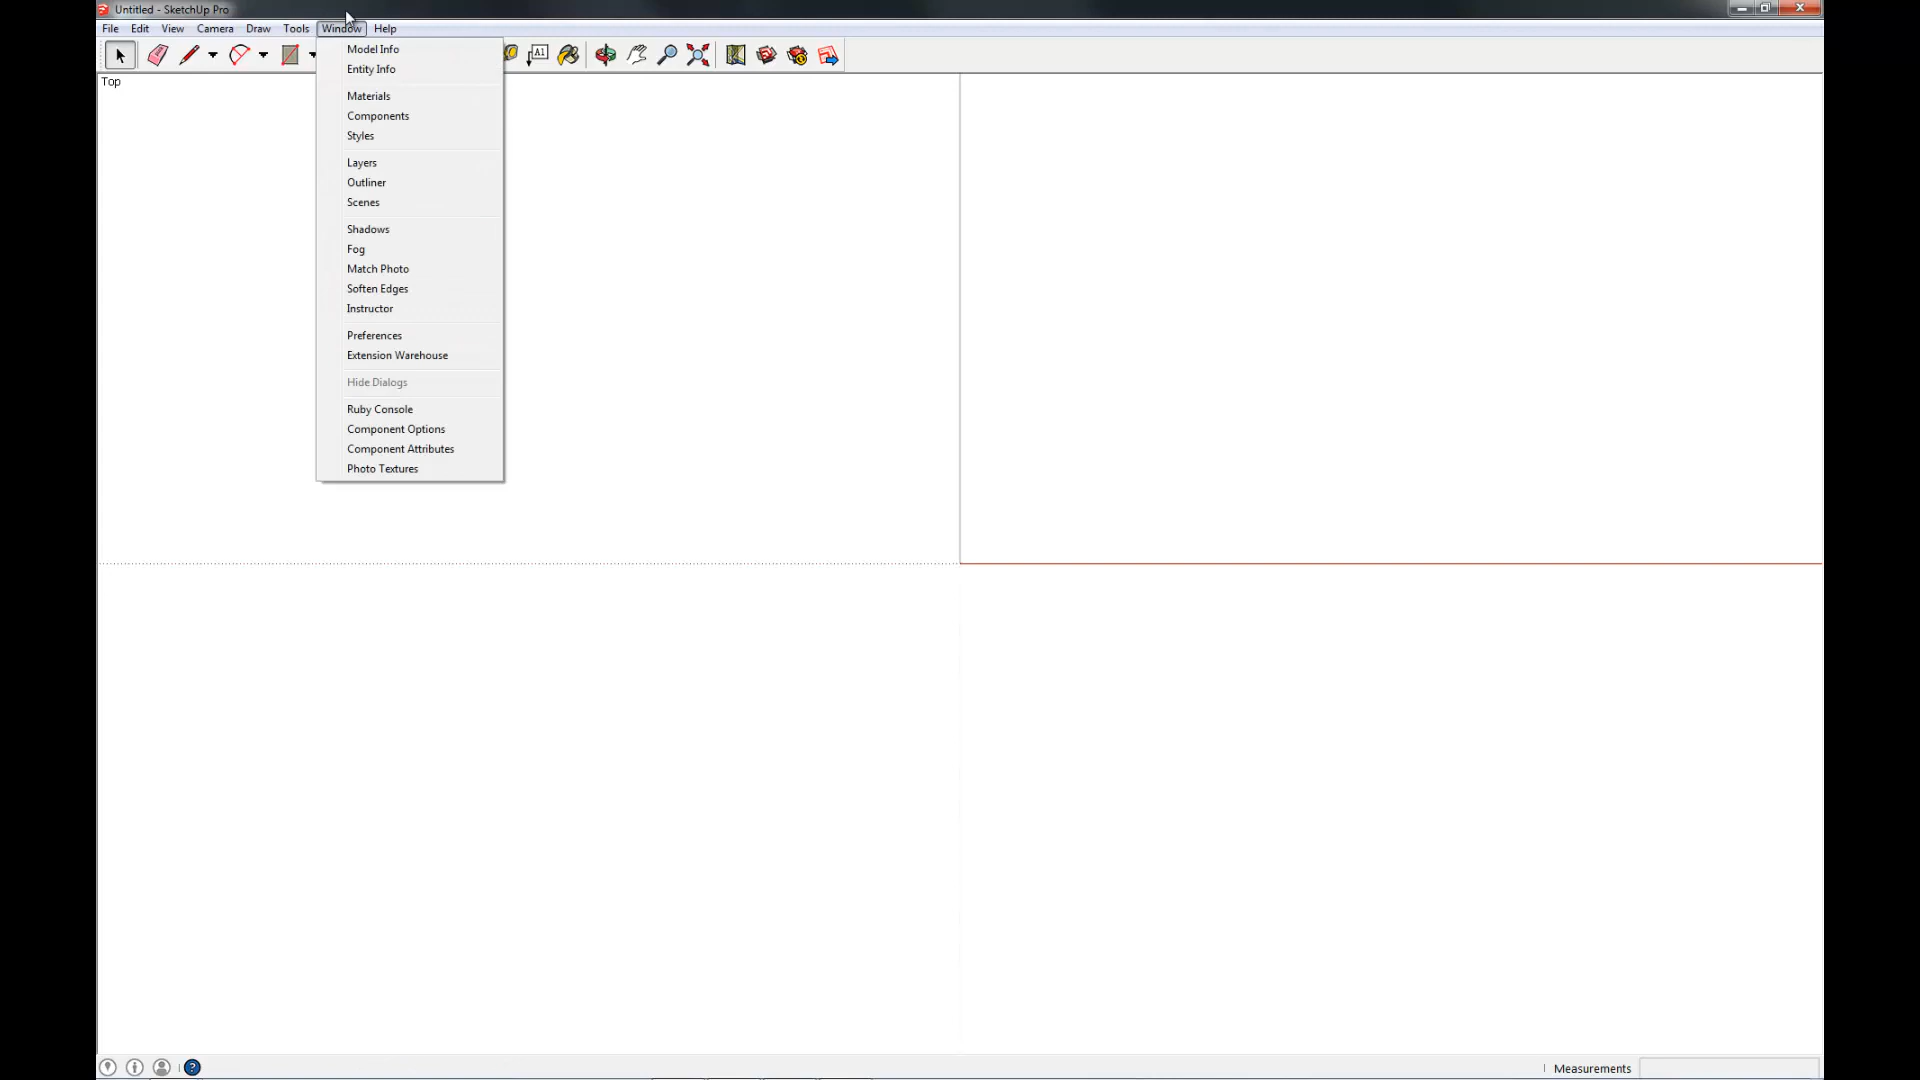 Untitled - SketchUp Pro
File Edit View Camera Draw Tools Window Help
A1
Top
Model Info
Entity Info
Materials
Components
Styles
Layers
Outliner
Scenes
Shadows
Fog
Match Photo
Soften Edges
Instructor
Preferences
Extension Warehouse
Hide Dialogs
Ruby Console
Component Options
Component Attributes
Photo Textures
Measurements